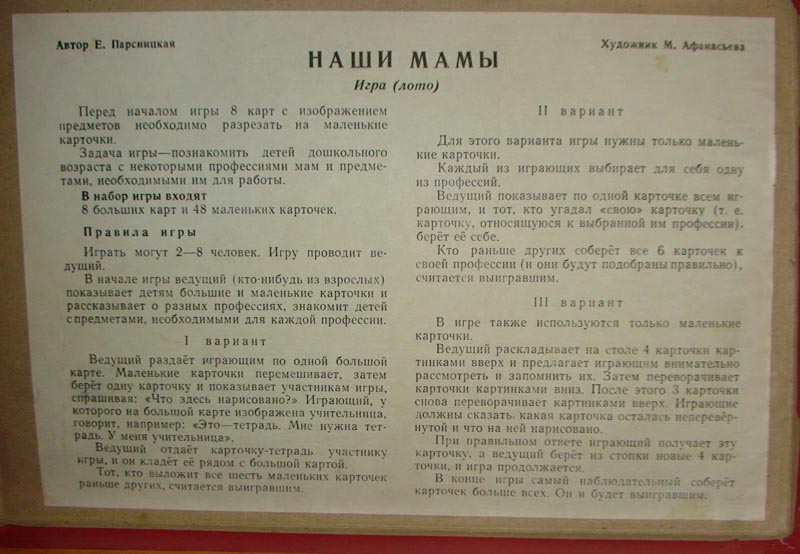 Автор Е. Парсницкая
Художник М. Афанасьева
НАШИ МАМЫ
Игра (лото)
Перед началом игры 8 карт с изображением
предметов необходимо разрезать на маленькие
карточки.
Задача игры—познакомить детей дошкольного
возраста с некоторыми профессиями мам и предме-
тами, необходимыми им для работы.
В набор игры входят
8 больших карт и 48 маленьких карточек.
Правила игры
Играть могут 2—8 человек. Игру проводит ве-
дущий.
В начале игры ведущий (кто-нибудь из взрослых)
показывает детям большие и маленькие карточки и
рассказывает о разных профессиях, знакомит детей
с предметами, необходимыми для каждой профессии.
I вариант
Ведущий раздаёт играющим по одной большой
карте. Маленькие карточки перемешивает, затем
берёт одну карточку и показывает участникам игры,
спрашивая: «Что здесь нарисовано?» Играющий, у
которого на большой карте изображена учительница,
говорит, например: «Это—тетрадь. Мне нужна тет-
радь. У меня учительница».
Ведущий отдаёт карточку-тетрадь участнику
игры, и он кладёт её рядом с большой картой.
Тот, кто выложит все шесть маленьких карточек
раньше других, считается выигравшим.
II вариант
Для этого варианта игры нужны только малень-
кие карточки.
Каждый из играющих выбирает для себя одну
из профессий.
Ведущий показывает по одной карточке всем иг-
рающим, и тот, кто угадал «свою» карточку (т. е.
карточку, относящуюся к выбранной им профессии),
берёт её себе.
Кто раньше других соберёт все 6 карточек к
своей профессии (и они будут подобраны правильно),
считается выигравшим.
III вариант
В игре также используются только маленькие
карточки.
Ведущий раскладывает на столе 4 карточки кар-
тинками вверх и предлагает играющим внимательно
рассмотреть и запомнить их. Затем переворачивает
карточки картинками вниз. После этого 3 карточки
снова переворачивает картинками вверх. Играющие
должны сказать, какая карточка осталась неперевёр-
нутой и что на ней нарисовано.
При правильном ответе играющий получает эту
карточку, а ведущий берёт из стопки новые 4 кар-
точки, и игра продолжается.
В конце игры самый наблюдательный соберёт
карточек больше всех. Он и будет выигравшим.